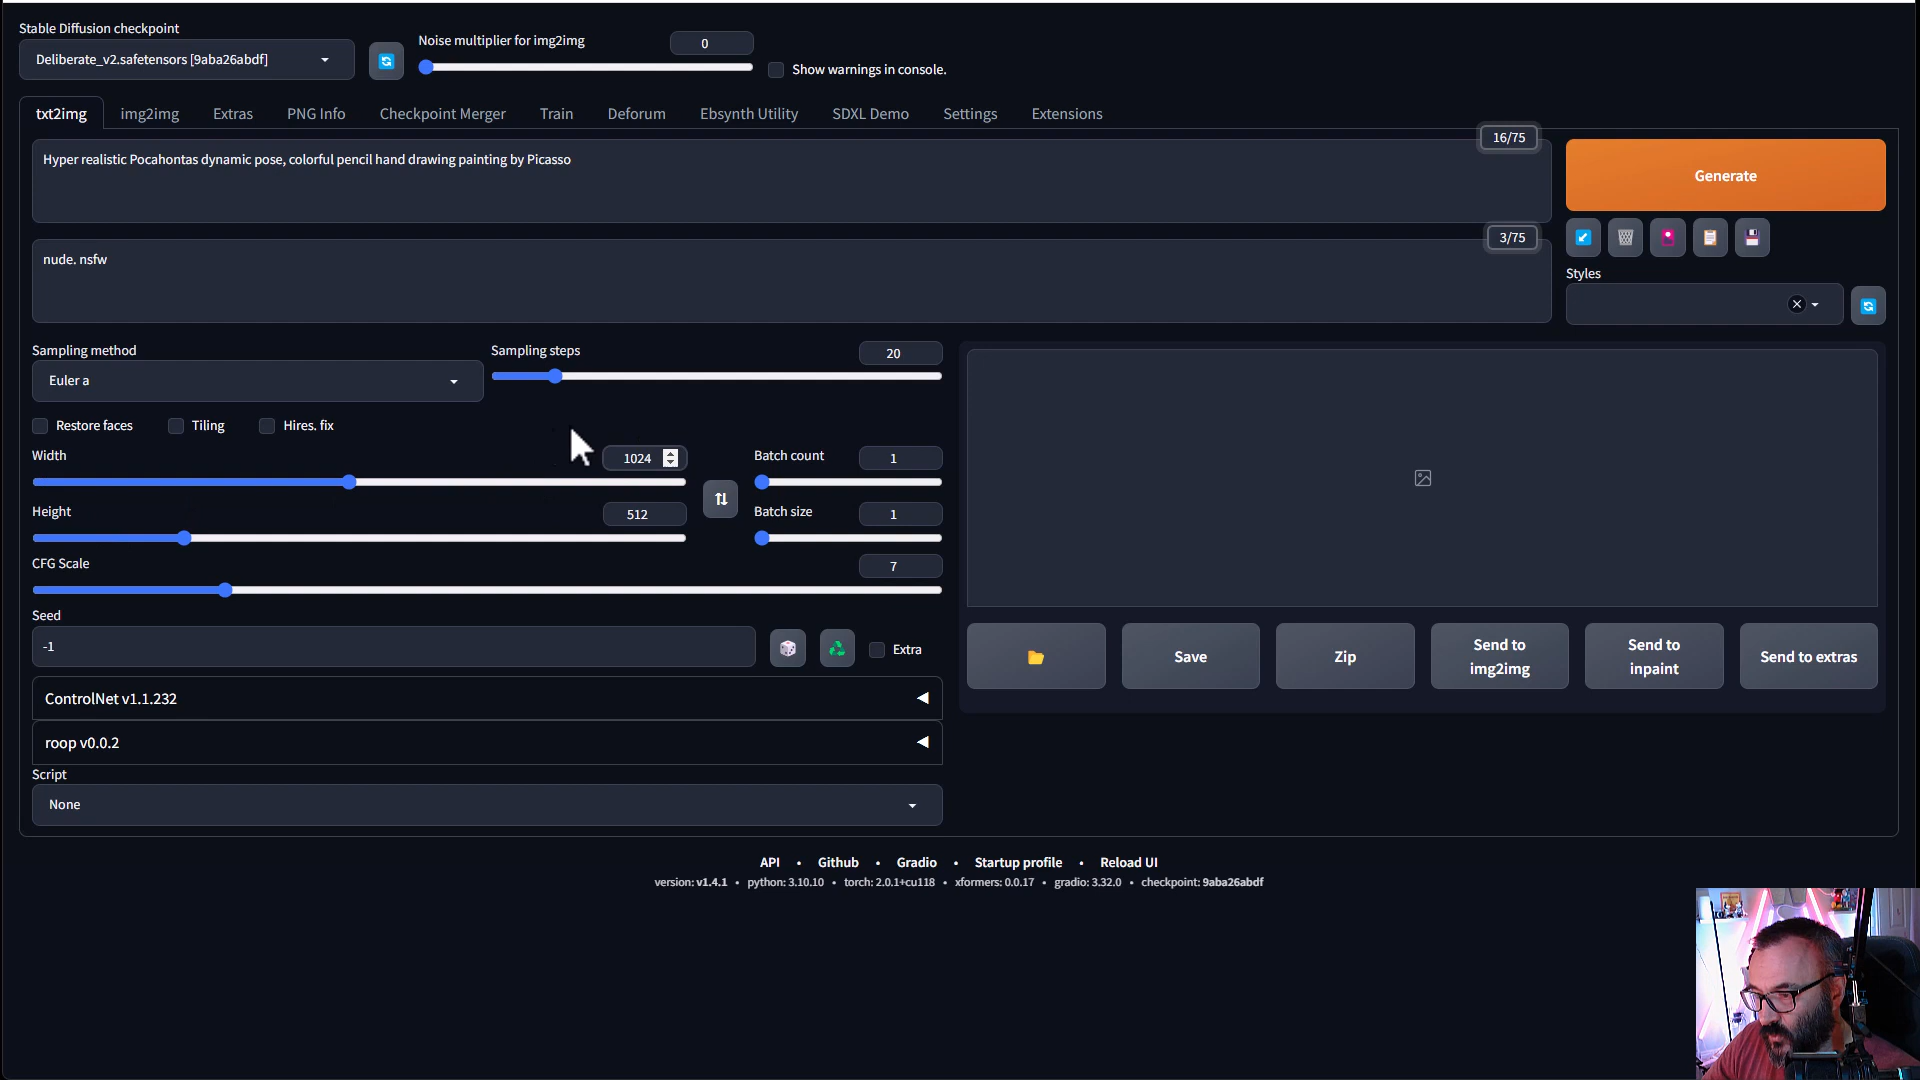 Stable Diffusion checkpoint
Deliberate_v2.safetensors [9aba26abdf]
Noise multiplier for img2img
0
Show warnings in console.
txt2img
img2img
Extras
PNG Info
Checkpoint Merger
Train
Deforum
Ebsynth Utility
SDXL Demo
Settings
Extensions
16/75
Hyper realistic Pocahontas dynamic pose, colorful pencil hand drawing painting by Picasso
Generate
3/75
nude. nsfw
Styles
Sampling method
Euler a
Sampling steps
20
Restore faces
Tiling
Hires. fix
Width
1024
Batch count
1
Height
512
Batch size
1
CFG Scale
7
Seed
-1
Extra
ControlNet v1.1.232
roop v0.0.2
Script
None
Save
Zip
Send to
img2img
Send to
inpaint
Send to extras
API • Github • Gradio • Startup profile • Reload UI
version: v1.4.1 • python: 3.10.10 • torch: 2.0.1+cu118 • xformers: 0.0.17 • gradio: 3.32.0 • checkpoint: 9aba26abdf